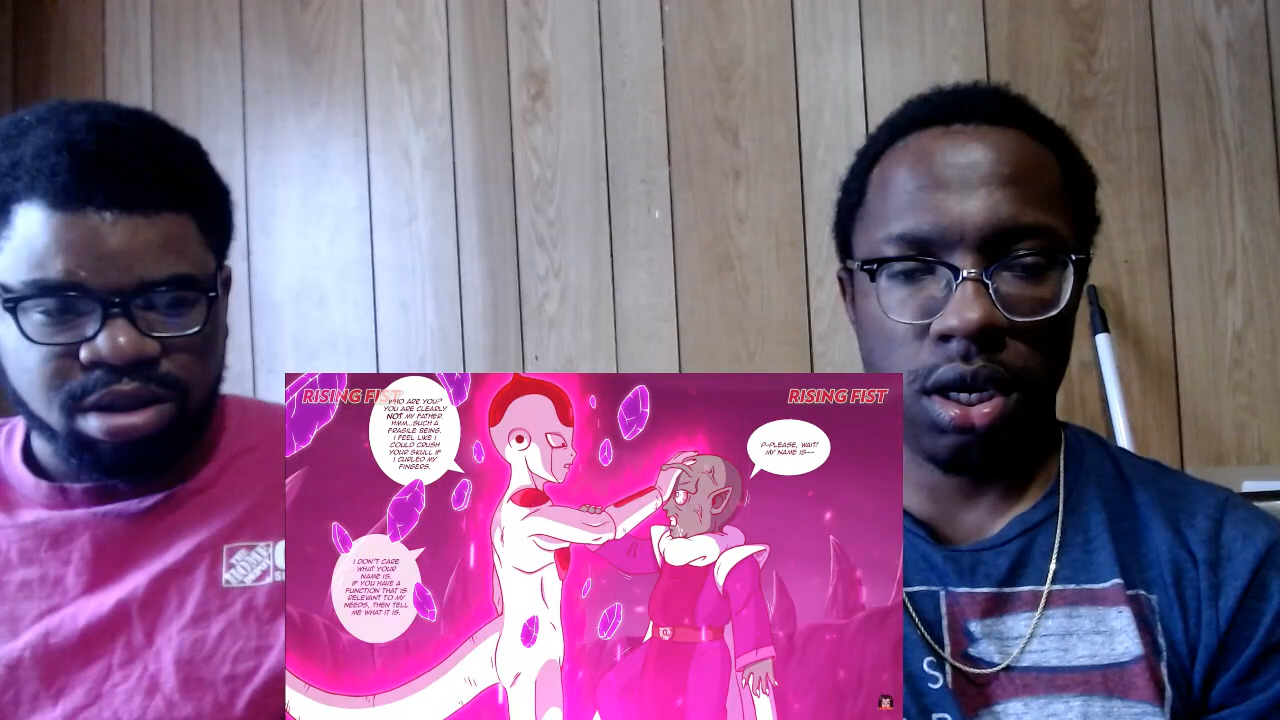 RISING FIST
RISING FIST
WHO ARE YOU?
YOU ARE CLEARLY
NOT MY FATHER.
HMM...SUCH A
FRAGILE BEING.
I FEEL LIKE I
COULD CRUSH
YOUR SKULL IF
I CURLED MY
FINGERS.
P-PLEASE, WAIT!
MY NAME IS--
I DON'T CARE
WHAT YOUR
NAME IS.
IF YOU HAVE A
FUNCTION THAT IS
RELEVANT TO MY
NEEDS, THEN TELL
ME WHAT IT IS.
THE